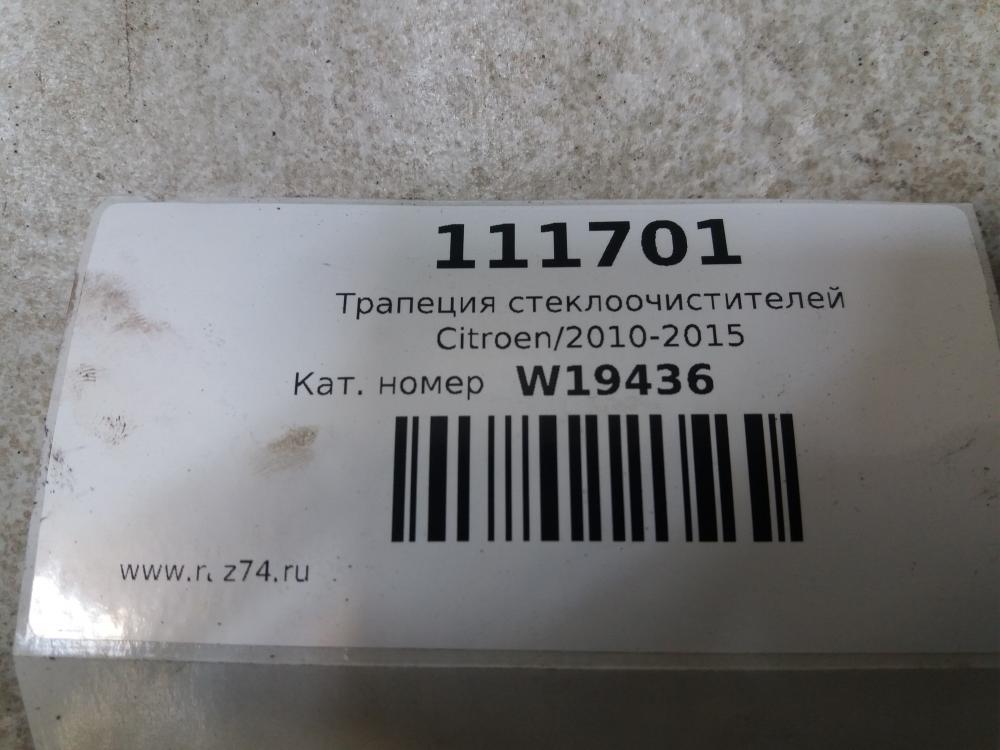 111701
Трапеция стеклоочистителей
Citroen/2010-2015
Кат. номер W19436